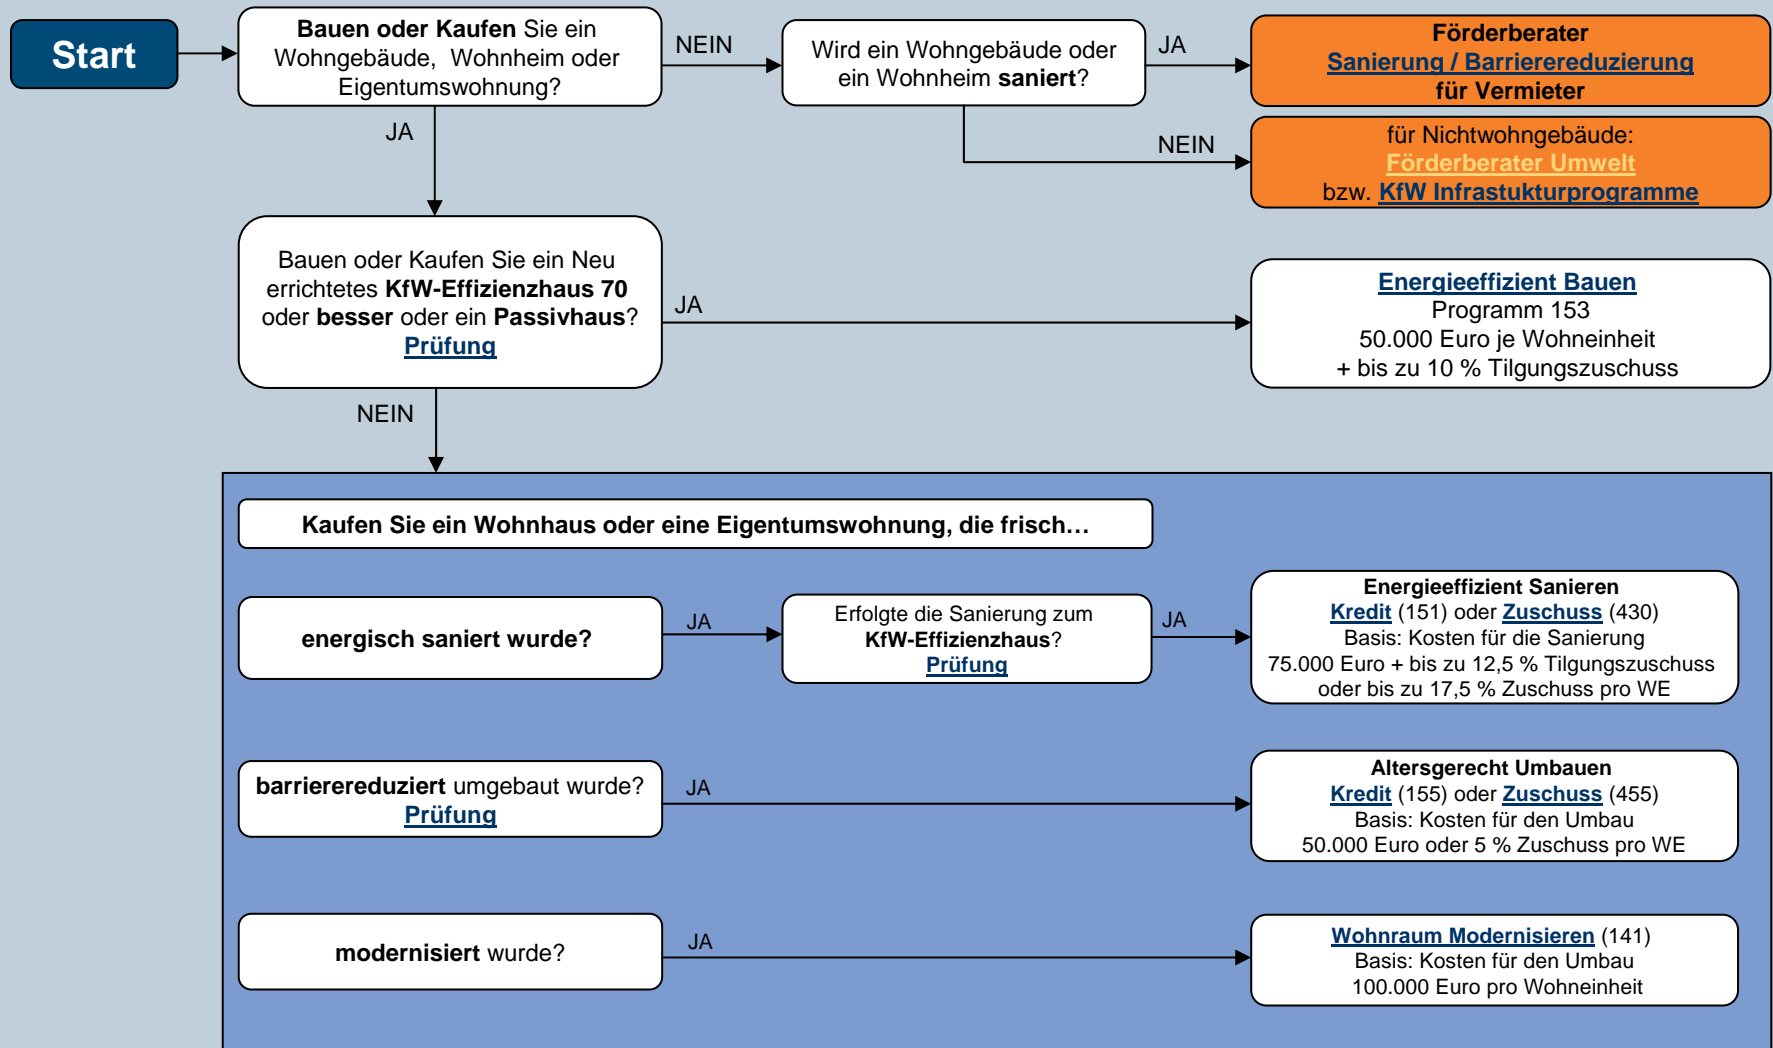 Start
Bauen oder Kaufen Sie ein
Wohngebäude, Wohnheim oder
Eigentumswohnung?
NEIN
Wird ein Wohngebäude oder
ein Wohnheim saniert?
JA
Förderberater
Sanierung / Barrierereduzierung
für Vermieter
JA
NEIN
für Nichtwohngebäude:
Förderberater Umwelt
bzw. KfW Infrastukturprogramme
Bauen oder Kaufen Sie ein Neu
errichtetes KfW-Effizienzhaus 70
oder besser oder ein Passivhaus?
Prüfung
JA
Energieeffizient Bauen
Programm 153
50.000 Euro je Wohneinheit
+ bis zu 10 % Tilgungszuschuss
NEIN
Kaufen Sie ein Wohnhaus oder eine Eigentumswohnung, die frisch…
energisch saniert wurde?
JA
Erfolgte die Sanierung zum
KfW-Effizienzhaus?
Prüfung
JA
Energieeffizient Sanieren
Kredit (151) oder Zuschuss (430)
Basis: Kosten für die Sanierung
75.000 Euro + bis zu 12,5 % Tilgungszuschuss
oder bis zu 17,5 % Zuschuss pro WE
barrierereduziert umgebaut wurde?
Prüfung
JA
Altersgerecht Umbauen
Kredit (155) oder Zuschuss (455)
Basis: Kosten für den Umbau
50.000 Euro oder 5 % Zuschuss pro WE
modernisiert wurde?
JA
Wohnraum Modernisieren (141)
Basis: Kosten für den Umbau
100.000 Euro pro Wohneinheit